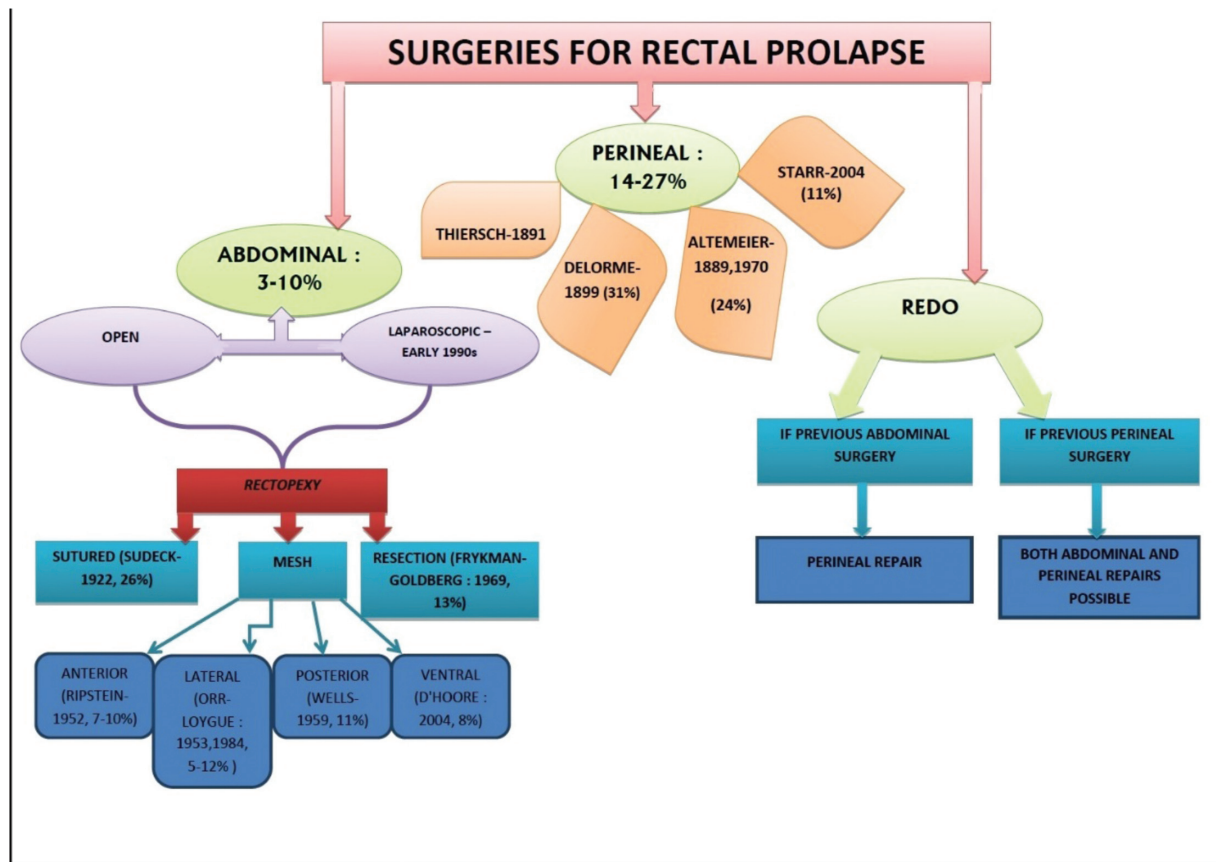 SURGERIES FOR RECTAL PROLAPSE
PERINEAL :
14-27%
STARR-2004
(11%)
THIERSCH-1891
DELORME-
1899 (31%)
ALTEMEIER-
1889,1970
(24%)
ABDOMINAL :
3-10%
OPEN
LAPAROSCOPIC –
EARLY 1990s
REDO
IF PREVIOUS ABDOMINAL
SURGERY
IF PREVIOUS PERINEAL
SURGERY
PERINEAL REPAIR
BOTH ABDOMINAL AND
PERINEAL REPAIRS
POSSIBLE
RECTOPEXY
SUTURED (SUDECK-
1922, 26%)
MESH
RESECTION (FRYKMAN-
GOLDBERG : 1969,
13%)
ANTERIOR
(RIPSTEIN-
1952, 7-10%)
LATERAL
(ORR-
LOYGUE :
1953,1984,
5-12% )
POSTERIOR
(WELLS-
1959, 11%)
VENTRAL
(D'HOORE :
2004, 8%)